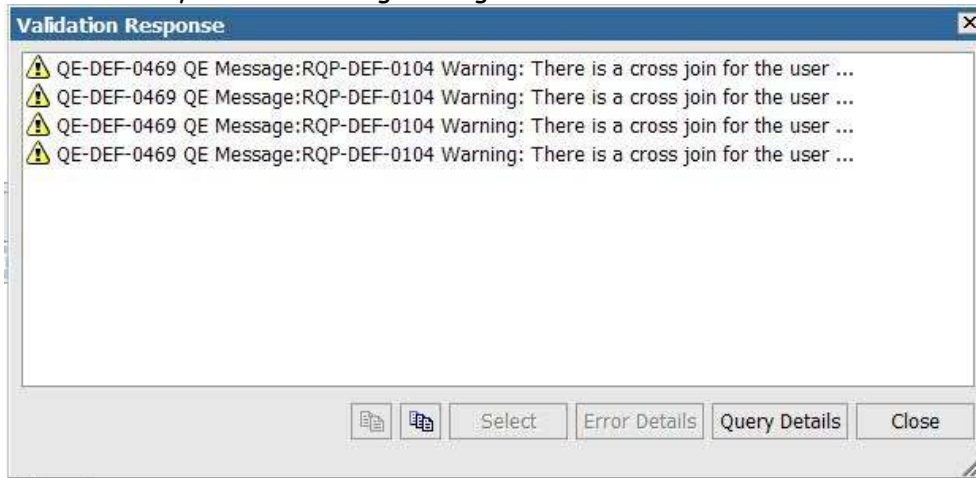 Validation Response
QE-DEF-0469 QE Message:RQP-DEF-0104 Warning: There is a cross join for the user ...
QE-DEF-0469 QE Message:RQP-DEF-0104 Warning: There is a cross join for the user ...
QE-DEF-0469 QE Message:RQP-DEF-0104 Warning: There is a cross join for the user ...
QE-DEF-0469 QE Message:RQP-DEF-0104 Warning: There is a cross join for the user ...
Select Error Details Query Details Close